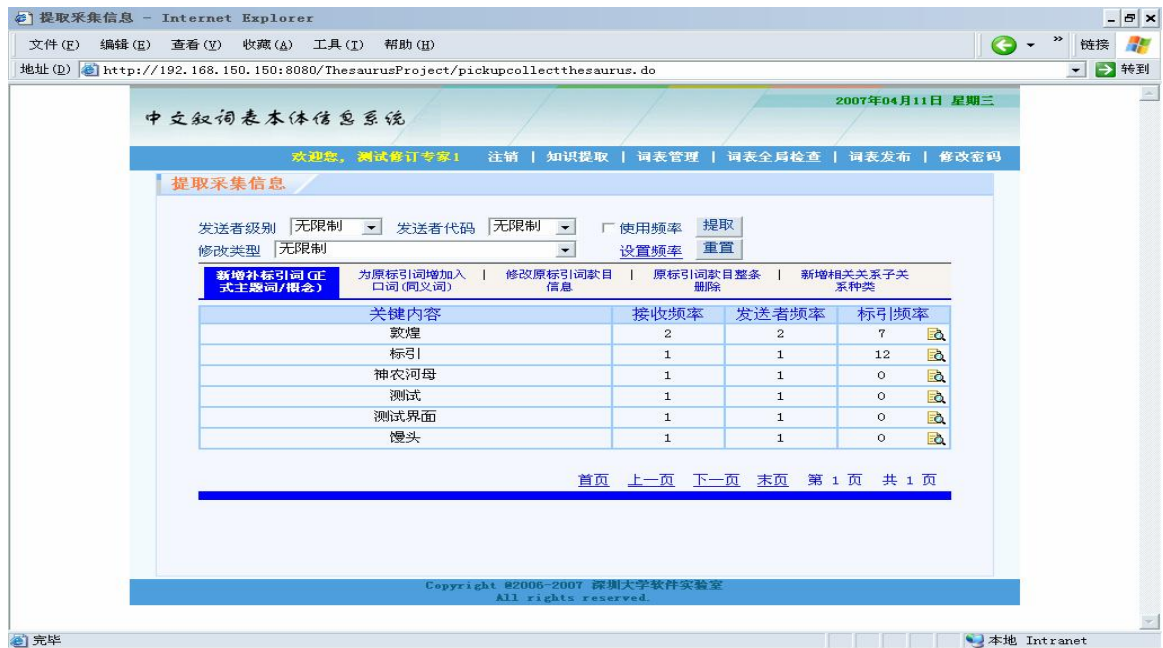 提取采集信息 - Internet Explorer
文件(F) 编辑(E) 查看(V) 收藏(A) 工具(I) 帮助(H) » 链接
地址(D) http://192.168.150.150:8080/ThesaurusProject/pickupcollectthesaurus.do 转到
2007年04月11日 星期三
中文叙词表本体信息系统
欢迎您, 测试修订专家1 注销 | 知识提取 | 词表管理 | 词表全局检查 | 词表发布 | 修改密码
提取采集信息
发送者级别 无限制 发送者代码 无限制 使用频率 提取
修改类型 无限制 设置频率 重置
新增补标引词(正 为原标引词增加入 | 修改原标引词款目 | 原标引词款目整条 | 新增相关关系子关
式主题词/概念) 口词(同义词) 信息 删除 系种类
关键内容 接收频率 发送者频率 标引频率
敦煌 2 2 7
标引 1 1 12
神农河母 1 1 0
测试 1 1 0
测试界面 1 1 0
馒头 1 1 0
首页 上一页 下一页 末页 第 1 页 共 1 页
Copyright @2006-2007 深圳大学软件实验室
All rights reserved.
完毕 本地 Intranet